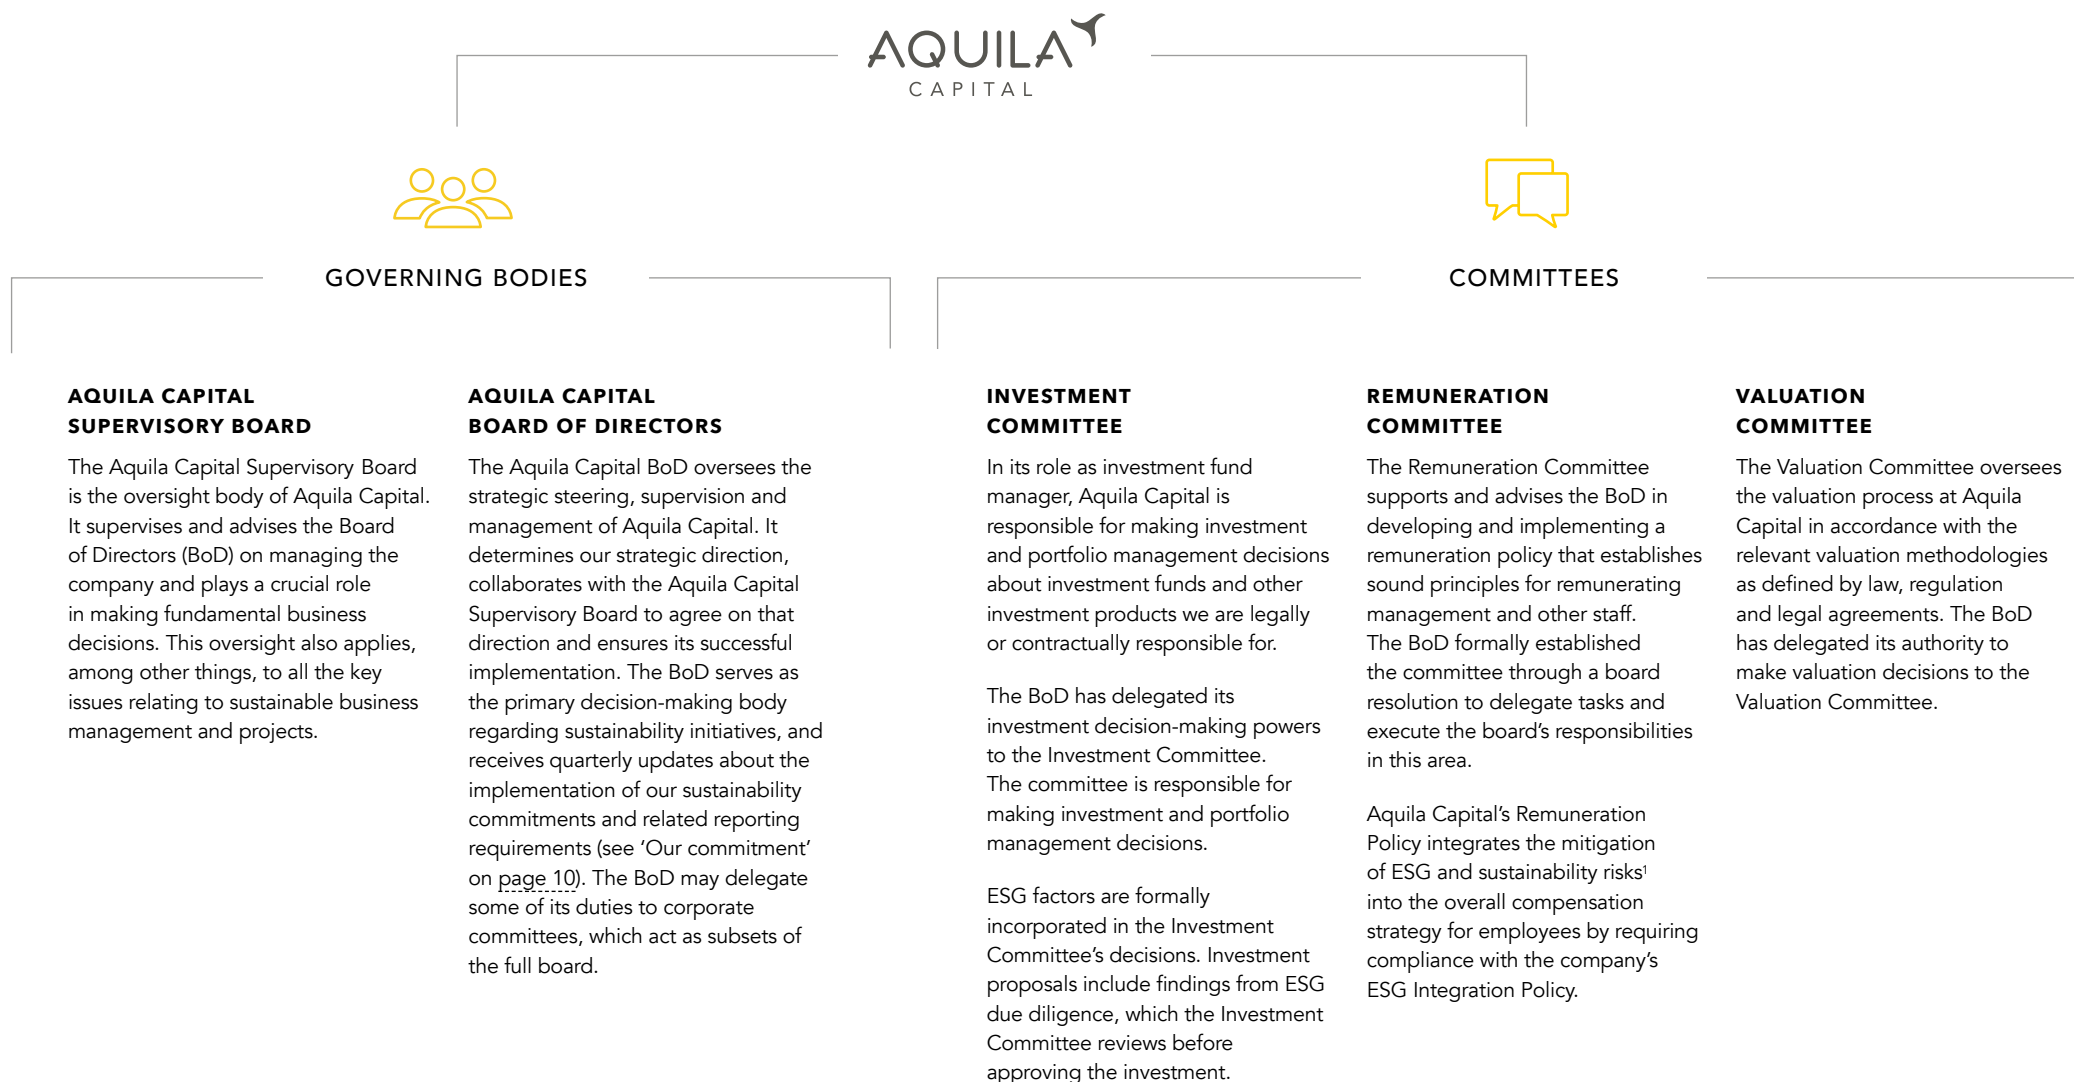 AQUILA
CAPITAL
GOVERNING BODIES
COMMITTEES
AQUILA CAPITAL
SUPERVISORY BOARD
The Aquila Capital Supervisory Board
is the oversight body of Aquila Capital.
It supervises and advises the Board
of Directors (BoD) on managing the
company and plays a crucial role
in making fundamental business
decisions. This oversight also applies,
among other things, to all the key
issues relating to sustainable business
management and projects.
AQUILA CAPITAL
BOARD OF DIRECTORS
The Aquila Capital BoD oversees the
strategic steering, supervision and
management of Aquila Capital. It
determines our strategic direction,
collaborates with the Aquila Capital
Supervisory Board to agree on that
direction and ensures its successful
implementation. The BoD serves as
the primary decision-making body
regarding sustainability initiatives, and
receives quarterly updates about the
implementation of our sustainability
commitments and related reporting
requirements (see ‘Our commitment’
on page 10). The BoD may delegate
some of its duties to corporate
committees, which act as subsets of
the full board.
INVESTMENT
COMMITTEE
In its role as investment fund
manager, Aquila Capital is
responsible for making investment
and portfolio management decisions
about investment funds and other
investment products we are legally
or contractually responsible for.
The BoD has delegated its
investment decision-making powers
to the Investment Committee.
The committee is responsible for
making investment and portfolio
management decisions.
ESG factors are formally
incorporated in the Investment
Committee’s decisions. Investment
proposals include findings from ESG
due diligence, which the Investment
Committee reviews before
approving the investment.
REMUNERATION
COMMITTEE
The Remuneration Committee
supports and advises the BoD in
developing and implementing a
remuneration policy that establishes
sound principles for remunerating
management and other staff.
The BoD formally established
the committee through a board
resolution to delegate tasks and
execute the board’s responsibilities
in this area.
Aquila Capital’s Remuneration
Policy integrates the mitigation
of ESG and sustainability risks¹
into the overall compensation
strategy for employees by requiring
compliance with the company’s
ESG Integration Policy.
VALUATION
COMMITTEE
The Valuation Committee oversees
the valuation process at Aquila
Capital in accordance with the
relevant valuation methodologies
as defined by law, regulation
and legal agreements. The BoD
has delegated its authority to
make valuation decisions to the
Valuation Committee.